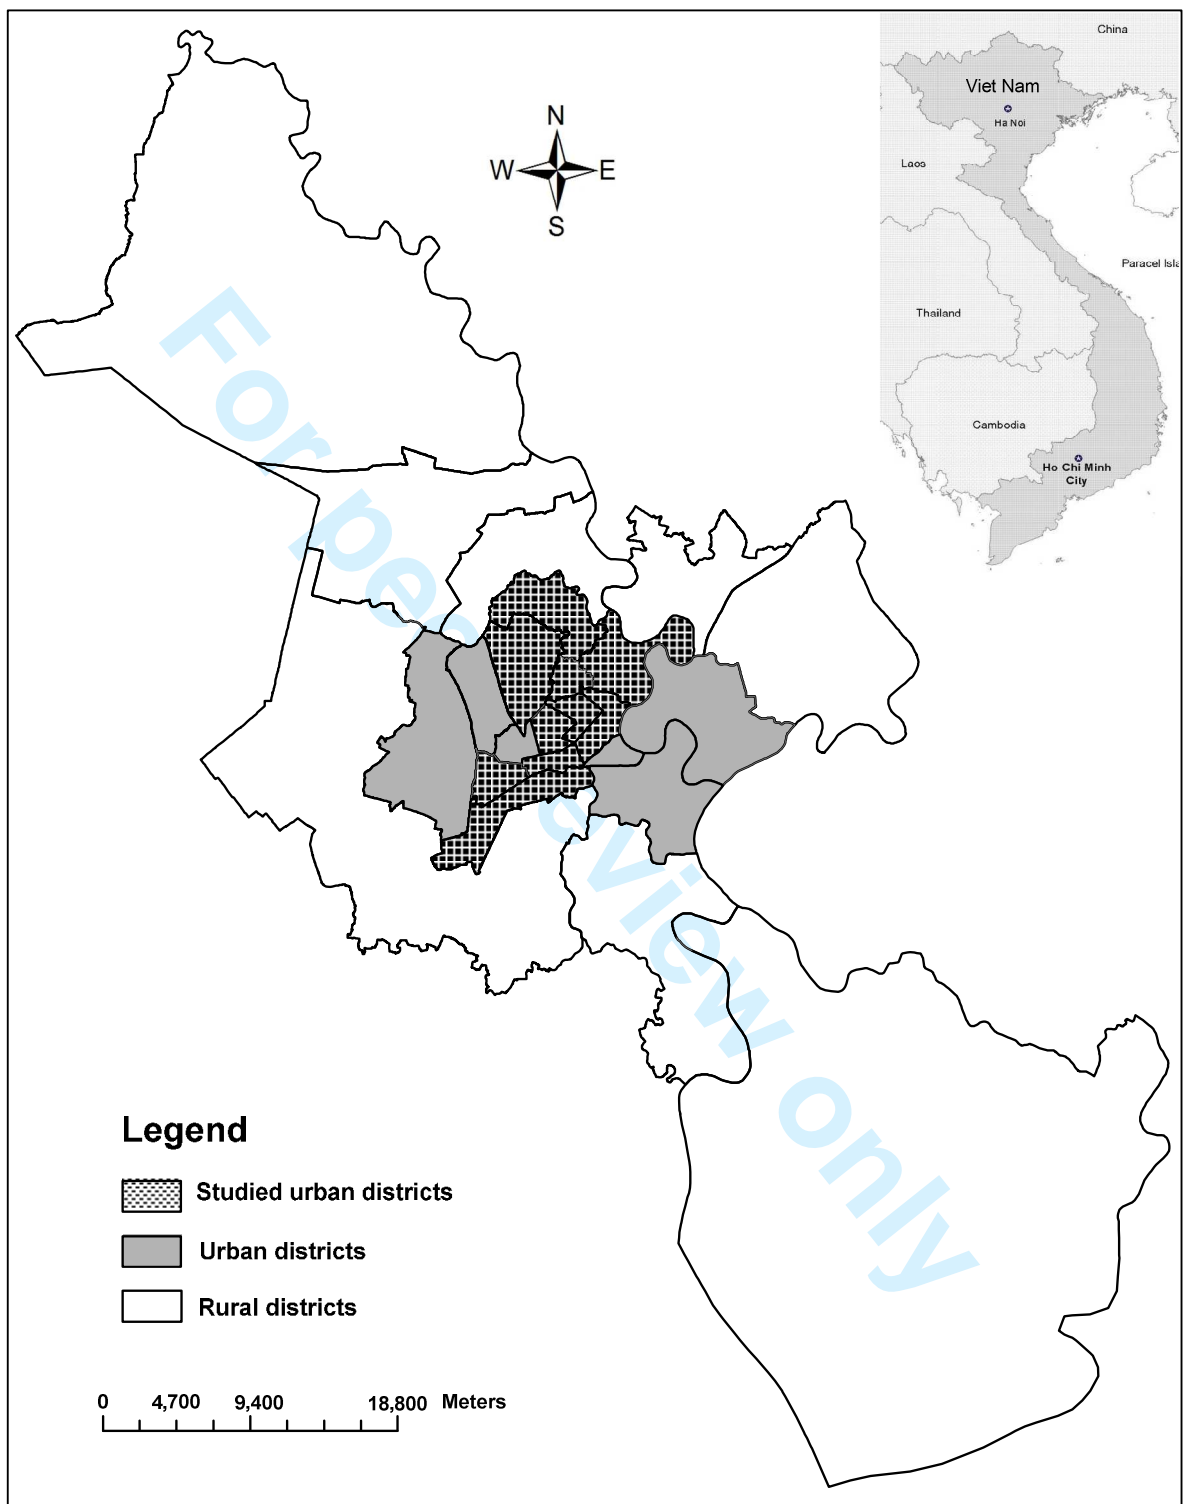 China
Viet Nam
Ha Noi
Laos
Paracel Isla
Thailand
Cambodia
Ho Chi Minh
City
N
W E
S
For peer review only
Legend
Studied urban districts
Urban districts
Rural districts
0 4,700 9,400 18,800 Meters